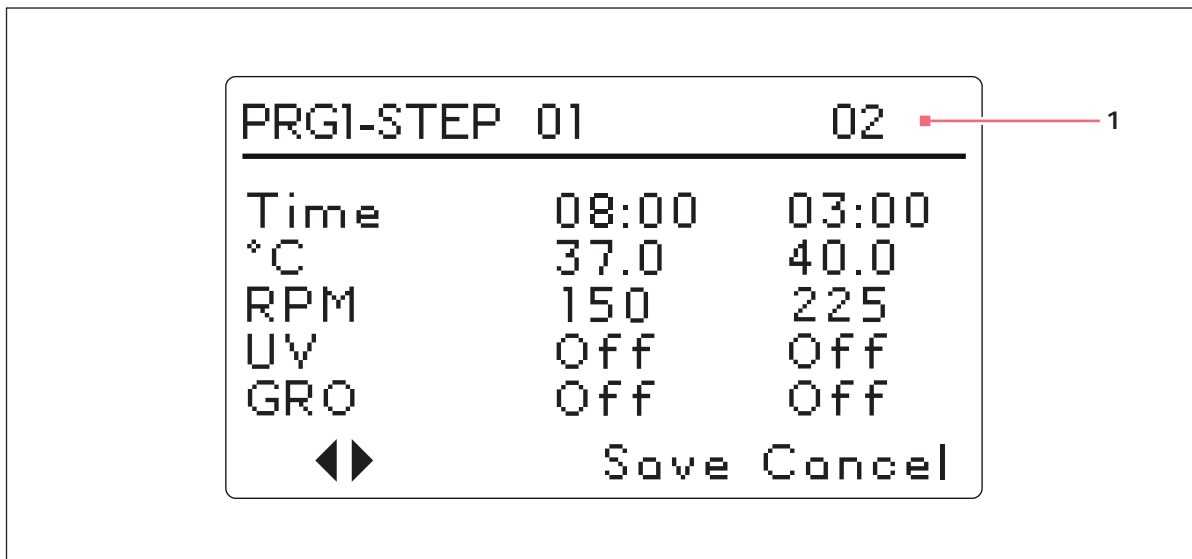 PRG1-STEP 01 02 1
Time 08:00 03:00
°C 37.0 40.0
RPM 150 225
UV Off Off
GRO Off Off
Save Cancel